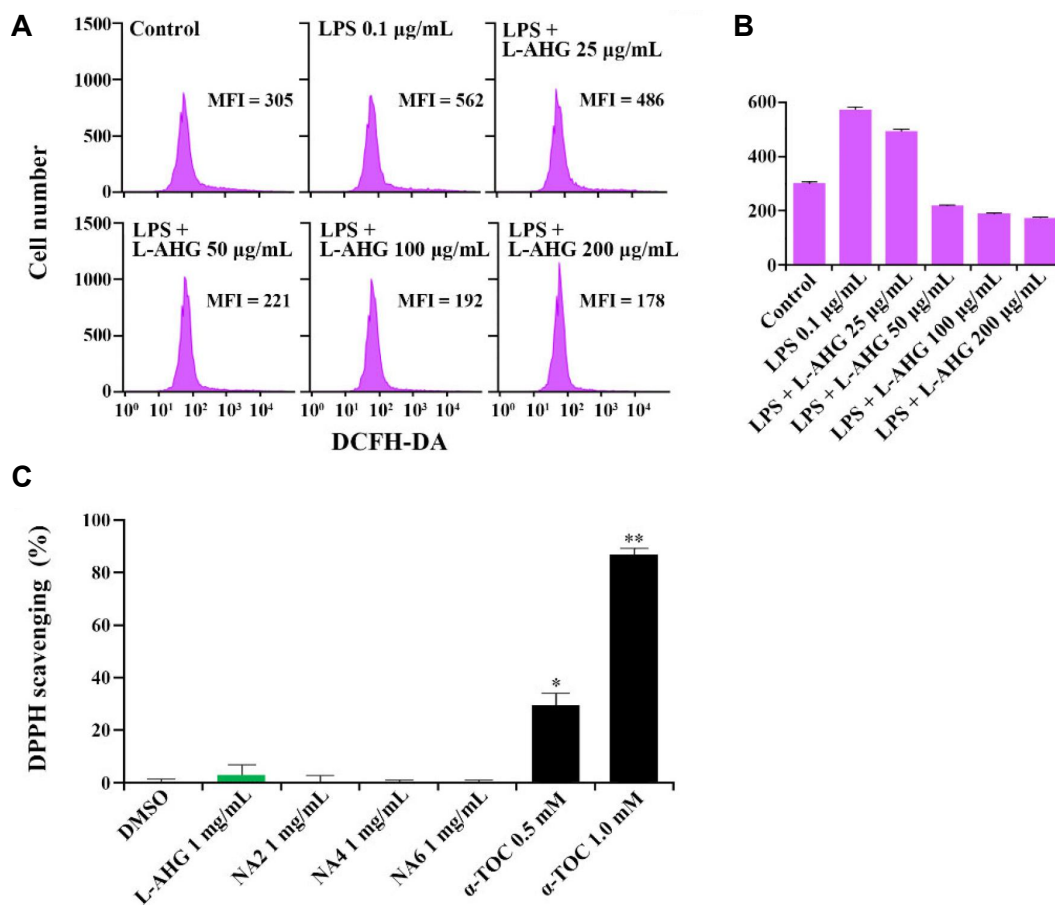 A
Cell number
1500
1000
500
0
Control
MFI = 305
LPS 0.1 µg/mL
MFI = 562
LPS +
L-AHG 25 µg/mL
MFI = 486
1500
1000
500
0
LPS +
L-AHG 50 µg/mL
MFI = 221
LPS +
L-AHG 100 µg/mL
MFI = 192
LPS +
L-AHG 200 µg/mL
MFI = 178
10⁰ 10¹ 10² 10³ 10⁴
10⁰ 10¹ 10² 10³ 10⁴
10⁰ 10¹ 10² 10³ 10⁴
DCFH-DA
B
600
400
200
0
Control
LPS 0.1 µg/mL
LPS + L-AHG 25 µg/mL
LPS + L-AHG 50 µg/mL
LPS + L-AHG 100 µg/mL
LPS + L-AHG 200 µg/mL
C
DPPH scavenging (%)
100
80
60
40
20
0
*
**
DMSO
L-AHG 1 mg/mL
NA2 1 mg/mL
NA4 1 mg/mL
NA6 1 mg/mL
α-TOC 0.5 mM
α-TOC 1.0 mM